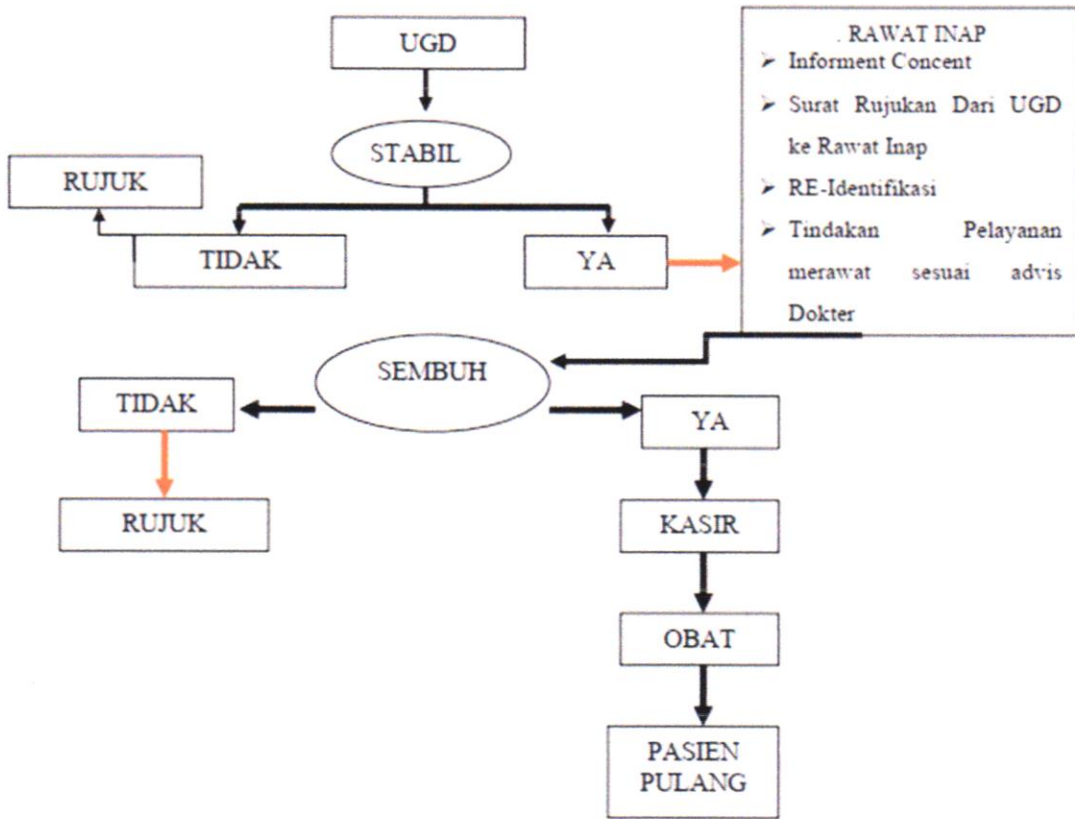 UGD
. RAWAT INAP
➢ Informent Concent
➢ Surat Rujukan Dari UGD
ke Rawat Inap
➢ RE-Identifikasi
➢ Tindakan Pelayanan
merawat sesuai advis
Dokter
STABIL
RUJUK
TIDAK
YA
SEMBUH
TIDAK
YA
RUJUK
KASIR
OBAT
PASIEN
PULANG